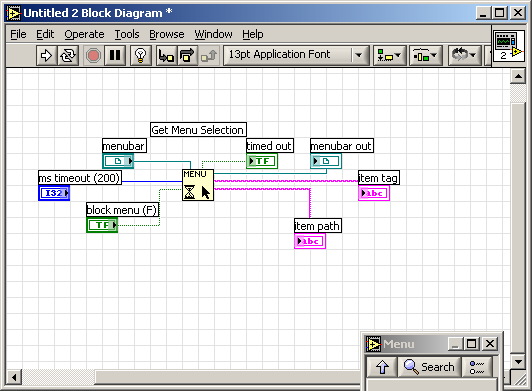 Untitled 2 Block Diagram *
File Edit Operate Tools Browse Window Help
13pt Application Font
2
Get Menu Selection
menubar
timed out
menubar out
TF
MENU
ms timeout (200)
item tag
I32
abc
block menu (F)
TF
item path
abc
Menu
Search